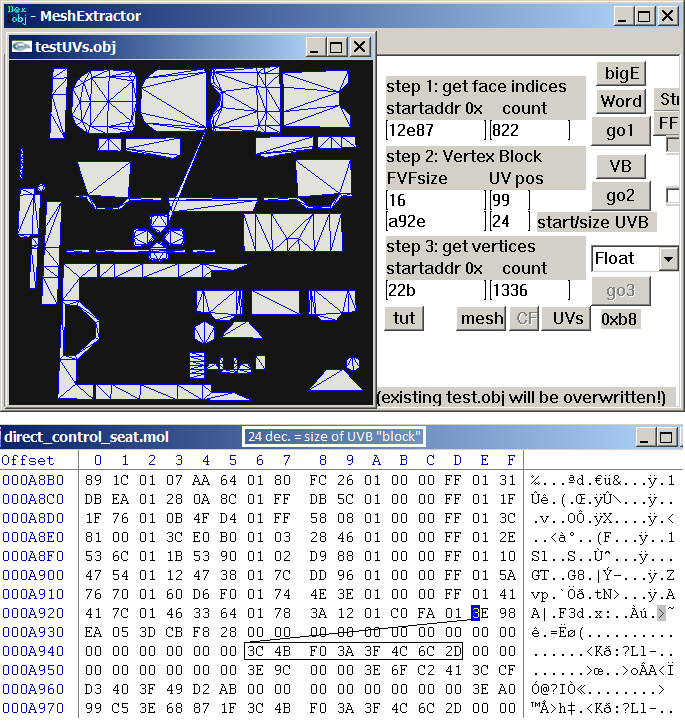 Hex
obj - MeshExtractor
testUVs.obj
bigE
step 1: get face indices
startaddr 0x count
Word
12e87 822
go1
FF
step 2: Vertex Block
FVFsize UV pos
VB
16 99
go2
a92e 24 start/size UVB
step 3: get vertices
startaddr 0x count
Float
22b 1336
go3
tut mesh CF UVs 0xb8
(existing test.obj will be overwritten!)
direct_control_seat.mol
24 dec. = size of UVB "block"
Offset 0 1 2 3 4 5 6 7 8 9 A B C D E F
000A8B0 89 1C 01 07 AA 64 01 80 FC 26 01 00 00 FF 01 31 ‰...ªd.€ü&...ÿ.1
000A8C0 DB EA 01 28 0A 8C 01 FF DB 5C 01 00 00 FF 01 1F Ûê.(.Œ.ÿÛ\...ÿ..
000A8D0 1F 76 01 0B 4F D4 01 FF 58 08 01 00 00 FF 01 3C .v..OÔ.ÿX....ÿ.<
000A8E0 81 00 01 3C E0 B0 01 03 28 46 01 00 00 FF 01 2E ...<à°..(F...ÿ..
000A8F0 53 6C 01 1B 53 90 01 02 D9 88 01 00 00 FF 01 10 Sl..S...Ùˆ...ÿ..
000A900 47 54 01 12 47 38 01 7C DD 96 01 00 00 FF 01 5A GT..G8.|Ý–...ÿ.Z
000A910 76 70 01 60 D6 F0 01 74 4E 3E 01 00 00 FF 01 41 vp.`Öð.tN>...ÿ.A
000A920 41 7C 01 46 33 64 01 78 3A 12 01 C0 FA 01 3E 98 A|.F3d.x:..Àú.>˜
000A930 EA 05 3D CB F8 28 00 00 00 00 00 00 00 00 00 00 ê.=Ëø(..........
000A940 00 00 00 00 00 00 3C 4B F0 3A 3F 4C 6C 2D 00 00 ......<Kð:?Ll-..
000A950 00 00 00 00 00 00 3E 9C 00 00 3E 6F C2 41 3C CF ......>œ..>oÂA<Ï
000A960 D3 40 3F 49 D2 AB 00 00 00 00 00 00 00 00 3E A0 Ó@?IÒ«........>
000A970 99 C5 3E 68 87 1F 3C 4B F0 3A 3F 4C 6C 2D 00 00 ™Å>h‡.<Kð:?Ll-..